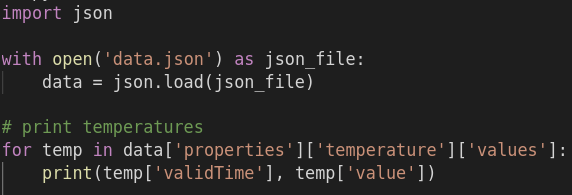 import json

with open('data.json') as json_file:
    data = json.load(json_file)

# print temperatures
for temp in data['properties']['temperature']['values']:
    print(temp['validTime'], temp['value'])